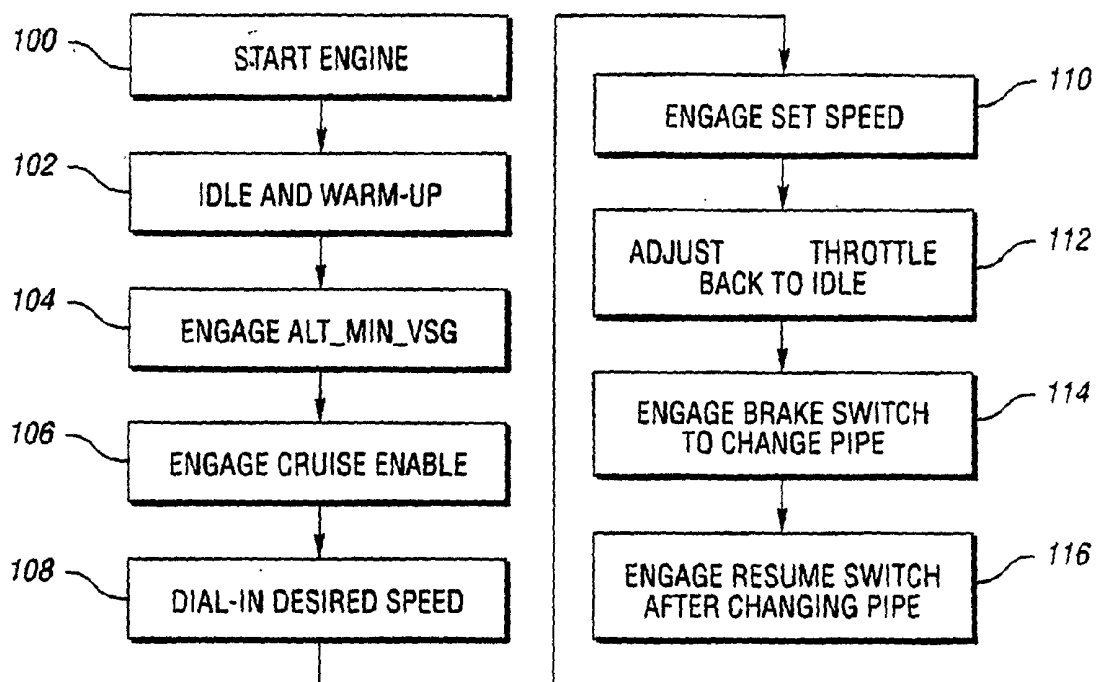 100
START ENGINE
102
IDLE AND WARM-UP
104
ENGAGE ALT_MIN_VSG
106
ENGAGE CRUISE ENABLE
108
DIAL-IN DESIRED SPEED
110
ENGAGE SET SPEED
112
ADJUST THROTTLE
BACK TO IDLE
114
ENGAGE BRAKE SWITCH
TO CHANGE PIPE
116
ENGAGE RESUME SWITCH
AFTER CHANGING PIPE